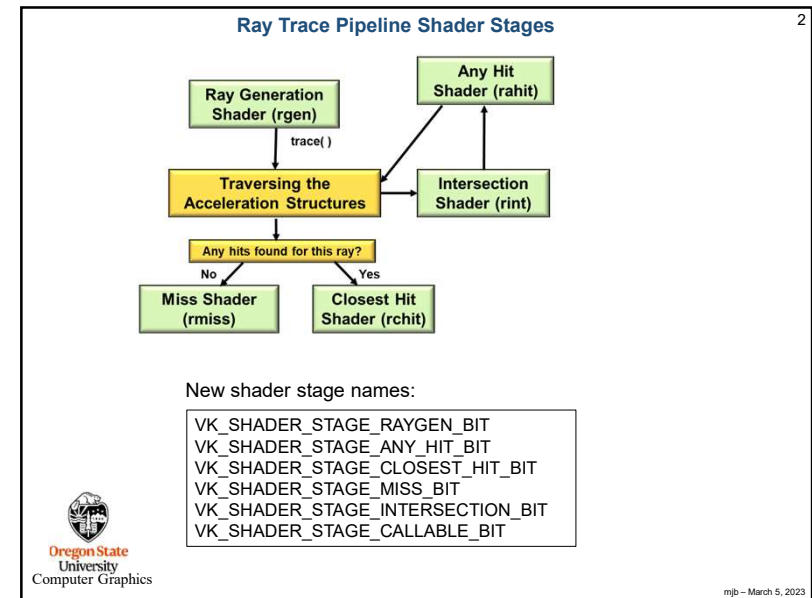 Ray Trace Pipeline Shader Stages
2
Ray Generation
Shader (rgen)
trace( )
Any Hit
Shader (rahit)
Traversing the
Acceleration Structures
Intersection
Shader (rint)
Any hits found for this ray?
No
Yes
Miss Shader
(rmiss)
Closest Hit
Shader (rchit)
New shader stage names:
VK_SHADER_STAGE_RAYGEN_BIT
VK_SHADER_STAGE_ANY_HIT_BIT
VK_SHADER_STAGE_CLOSEST_HIT_BIT
VK_SHADER_STAGE_MISS_BIT
VK_SHADER_STAGE_INTERSECTION_BIT
VK_SHADER_STAGE_CALLABLE_BIT
Oregon State
University
Computer Graphics
mjb – March 5, 2023